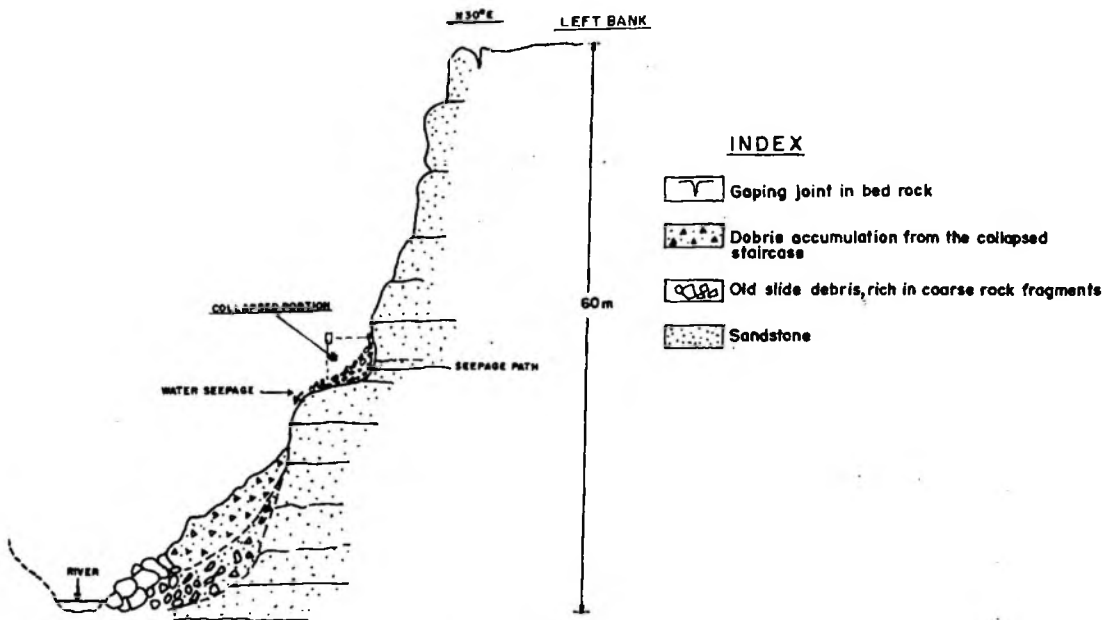 N 30° E
LEFT BANK
INDEX
Gaping joint in bed rock
Debris accumulation from the collapsed
staircase
Old slide debris, rich in coarse rock fragments
Sandstone
60 m
COLLAPSED PORTION
SEEPAGE PATH
WATER SEEPAGE
RIVER